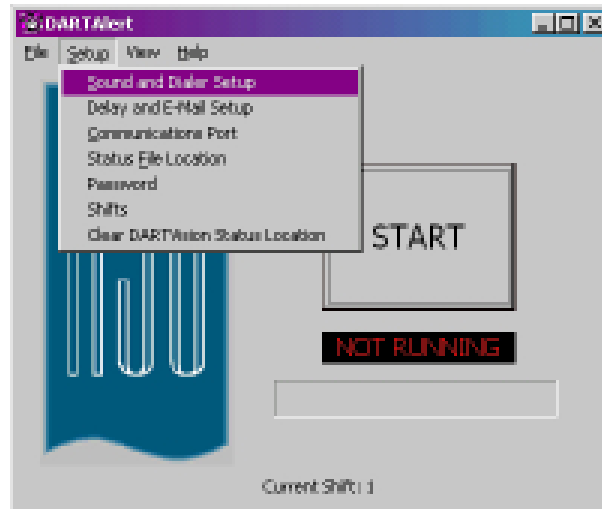 DARTAlert
File Setup View Help
Sound and Dialer Setup
Delay and E-Mail Setup
Communications Port
Status File Location
Password
Shifts
Clear DARTVision Status Location
START
NOT RUNNING
Current Shift: 1